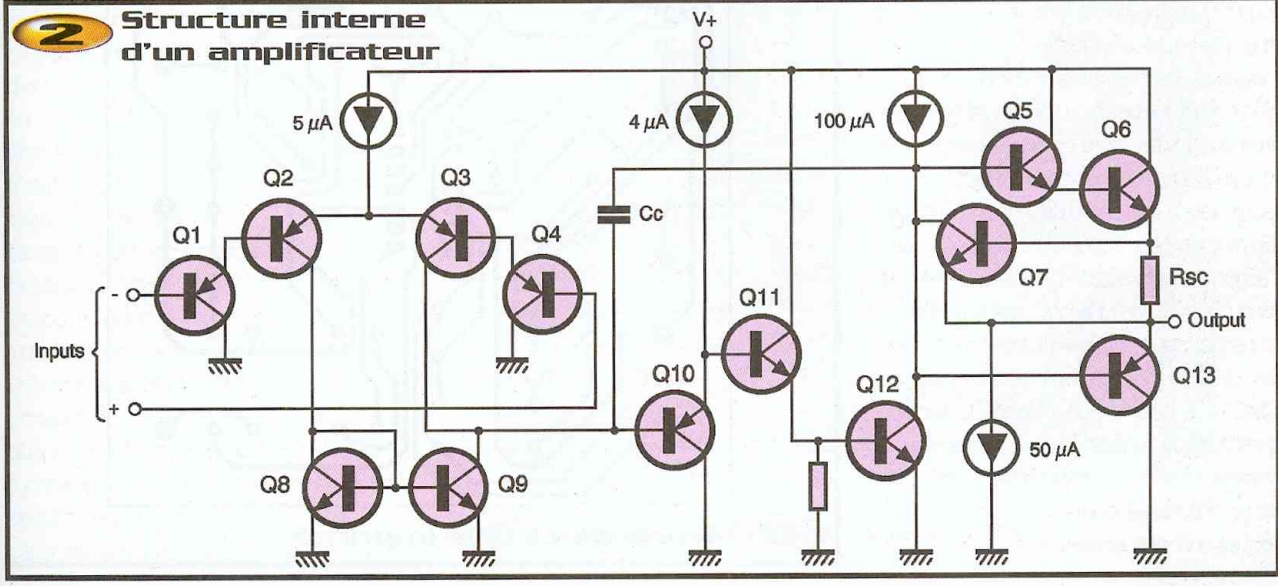 2
Structure interne
d'un amplificateur
V+
5 µA
4 µA
100 µA
Q5
Q6
Q2
Q3
Q1
Q4
Cc
Q7
Rsc
- 
Inputs
+
Q11
Output
Q10
Q12
Q13
50 µA
Q8
Q9